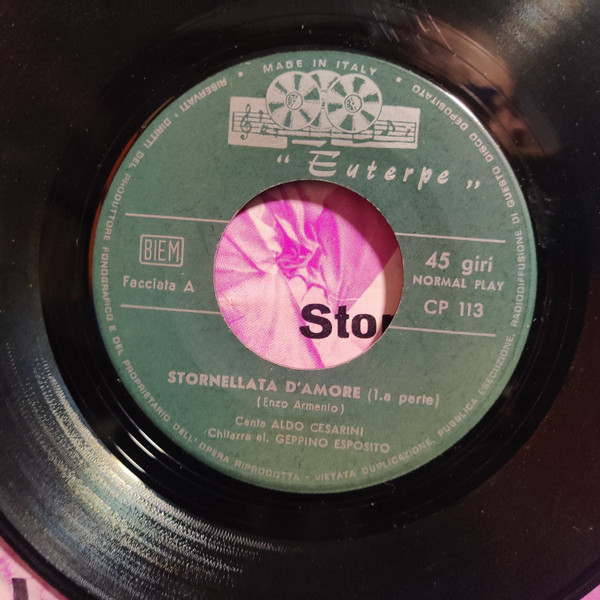 MADE IN ITALY
"Euterpe"
BIEM
Facciata A
45 giri
NORMAL PLAY
CP 113
Stor
STORNELLATA D'AMORE (1.a parte)
(Enzo Armenio)
Canta ALDO CESARINI
Chitarra el. GEPPINO ESPOSITO
RISERVATI • DIRITTI DEL PRODUTTORE FONOGRAFICO E DEL PROPRIETARIO DELL'OPERA RIPRODOTTA - VIETATA DUPLICAZIONE, PUBBLICA ESECUZIONE, RADIODIFFUSIONE DI QUESTO DISCO DEPOSITATO